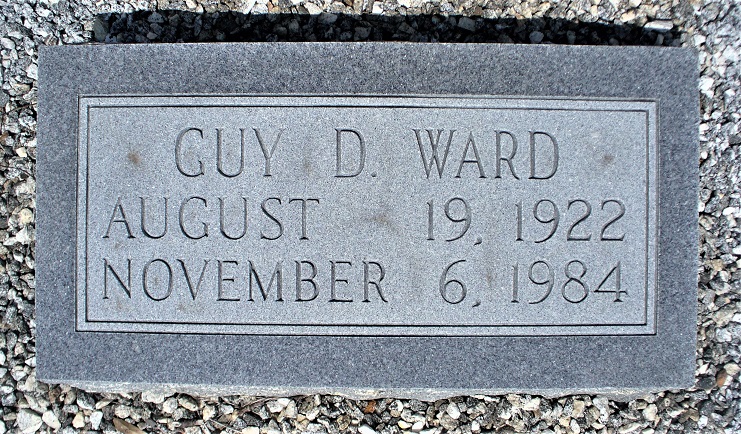 GUY D. WARD
AUGUST 19, 1922
NOVEMBER 6, 1984